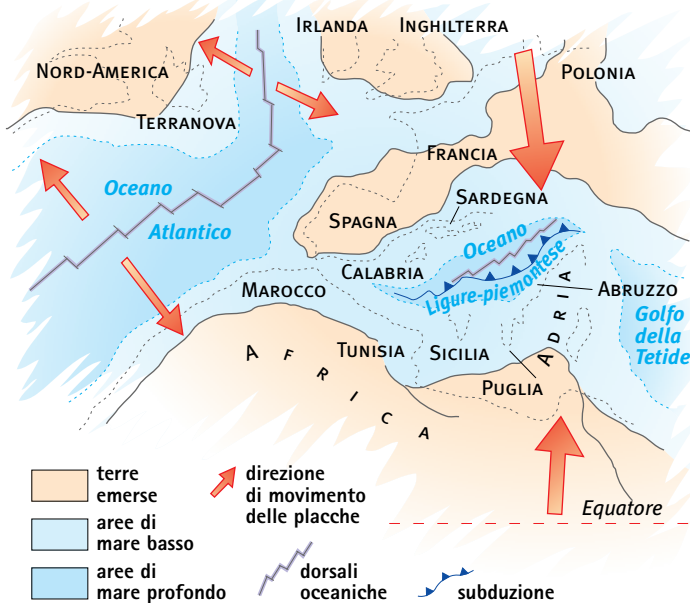 IRLANDA
INGHILTERRA
NORD-AMERICA
POLONIA
TERRANOVA
FRANCIA
Oceano
Atlantico
SARDEGNA
SPAGNA
Oceano
Ligure-piemontese
CALABRIA
MAROCCO
ABRUZZO
ADRIA
Golfo
della
Tetide
AFRICA
TUNISIA
SICILIA
PUGLIA
Equatore
terre
emerse
aree di
mare basso
aree di
mare profondo
direzione
di movimento
delle placche
dorsali
oceaniche
subduzione